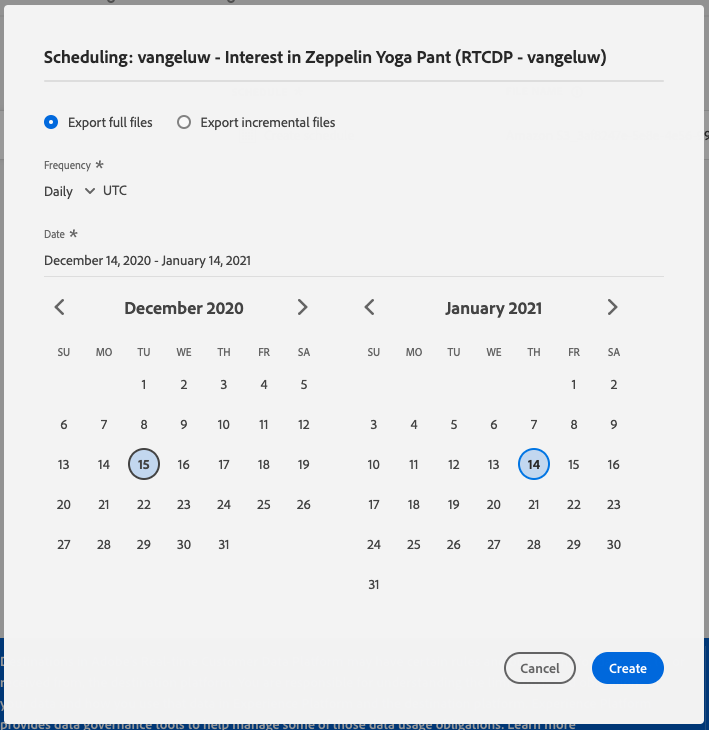 Scheduling: vangeluw - Interest in Zeppelin Yoga Pant (RTCDP - vangeluw)
Export full files Export incremental files
Frequency *
Daily UTC
Date *
December 14, 2020 - January 14, 2021
December 2020 January 2021
SU MO TU WE TH FR SA SU MO TU WE TH FR SA
1 2 3 4 5 1 2
6 7 8 9 10 11 12 3 4 5 6 7 8 9
13 14 15 16 17 18 19 10 11 12 13 14 15 16
20 21 22 23 24 25 26 17 18 19 20 21 22 23
27 28 29 30 31 24 25 26 27 28 29 30
31
Cancel Create
provides data governance tools to help manage some of those data usage obligations. Learn more